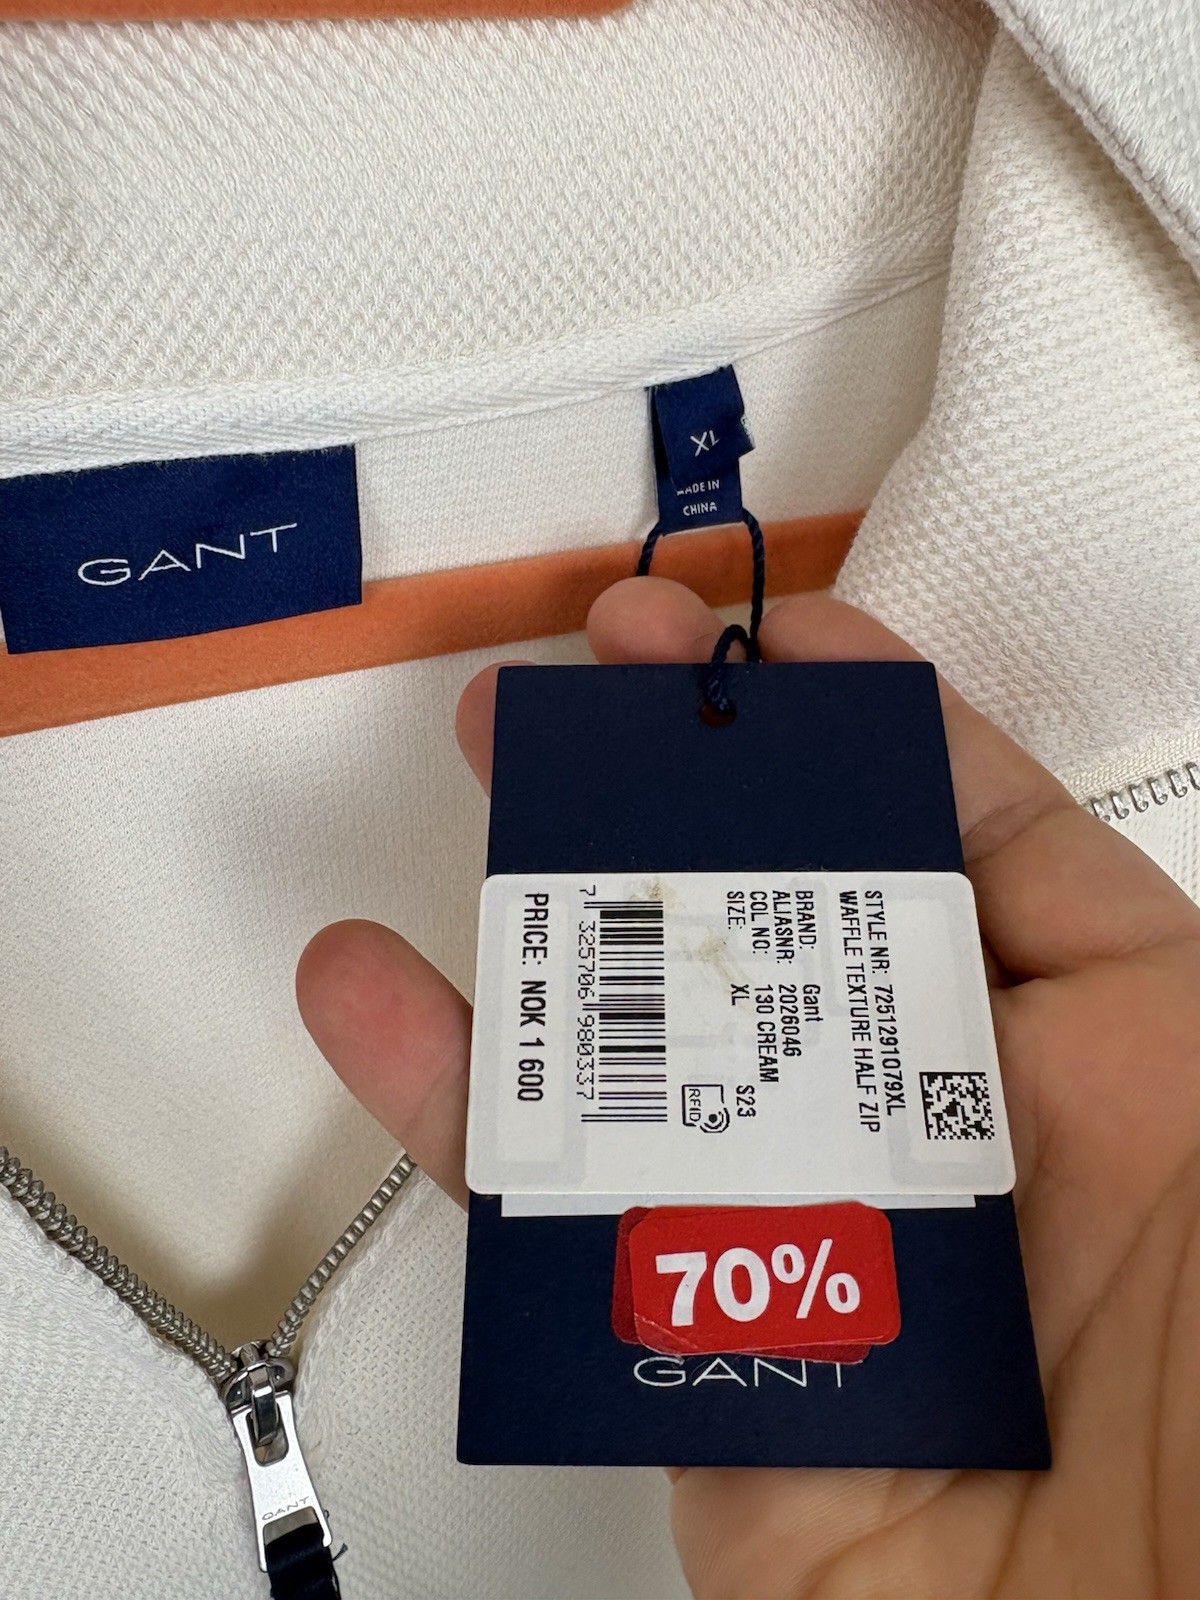 GANT
XL
MADE IN
CHINA
STYLE NR: 7251291079XL
WAFFLE TEXTURE HALF ZIP
BRAND: Gant
ALIASNR: 2026046
COL NO: 130 CREAM
SIZE: XL S23
RFID
7 325706 980337
PRICE: NOK 1 600
70%
GANT
GANT